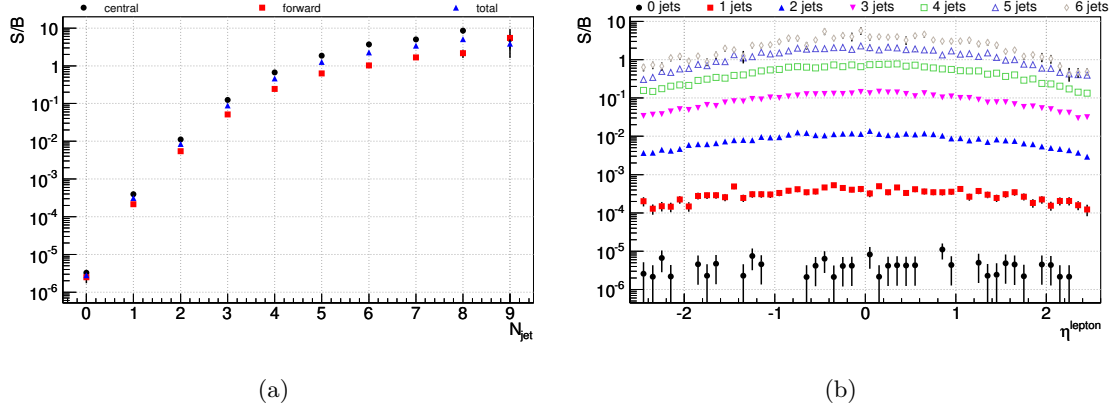 central forward total
S/B
10
1
10^-1
10^-2
10^-3
10^-4
10^-5
10^-6
0 1 2 3 4 5 6 7 8 9
N_jet
(a)
0 jets 1 jets 2 jets 3 jets 4 jets 5 jets 6 jets
S/B
10
1
10^-1
10^-2
10^-3
10^-4
10^-5
10^-6
-2 -1 0 1 2
η^lepton
(b)